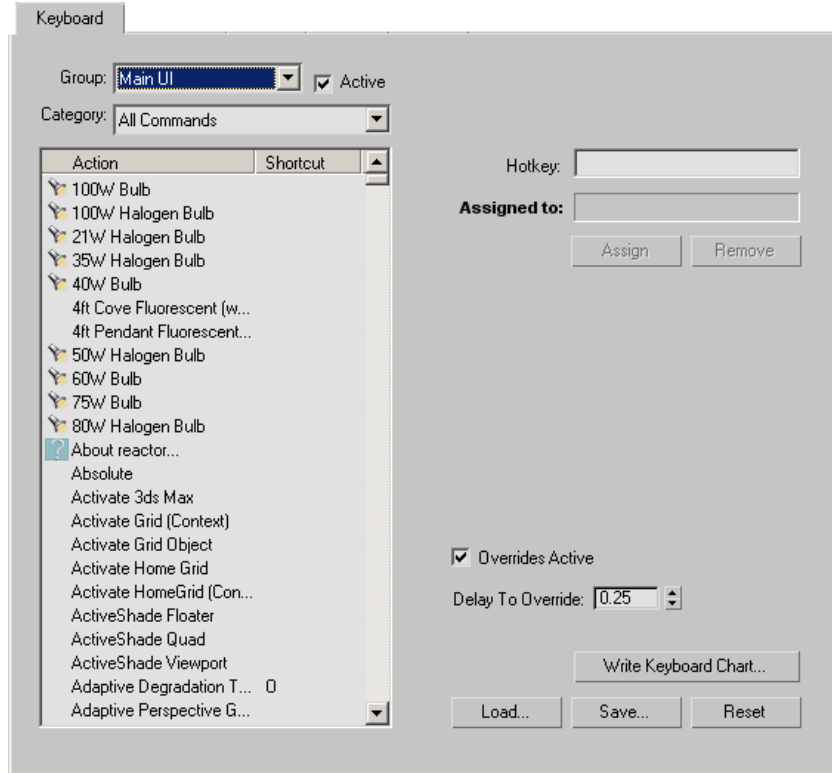 Keyboard
Group: Main UI Active
Category: All Commands
Action Shortcut
100W Bulb
100W Halogen Bulb
21W Halogen Bulb
35W Halogen Bulb
40W Bulb
4ft Cove Fluorescent (w...
4ft Pendant Fluorescent...
50W Halogen Bulb
60W Bulb
75W Bulb
80W Halogen Bulb
? About reactor...
Absolute
Activate 3ds Max
Activate Grid (Context)
Activate Grid Object
Activate Home Grid
Activate HomeGrid (Con...
ActiveShade Floater
ActiveShade Quad
ActiveShade Viewport
Adaptive Degradation T... O
Adaptive Perspective G...
Hotkey:
Assigned to:
Assign Remove
Overrides Active
Delay To Override: 0.25
Write Keyboard Chart...
Load... Save... Reset